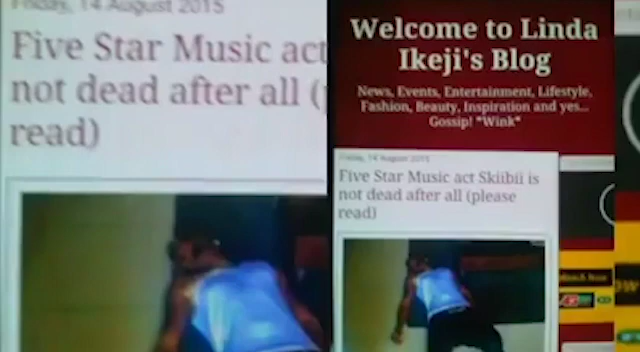 Friday, 14 August 2015
Five Star Music act
not dead after all (
read)
Welcome to Linda
Ikeji's Blog
News, Events, Entertainment, Lifestyle,
Fashion, Beauty, Inspiration and yes...
Gossip! *Wink*
Friday, 14 August 2015
Five Star Music act Skiibii is
not dead after all (please
read)